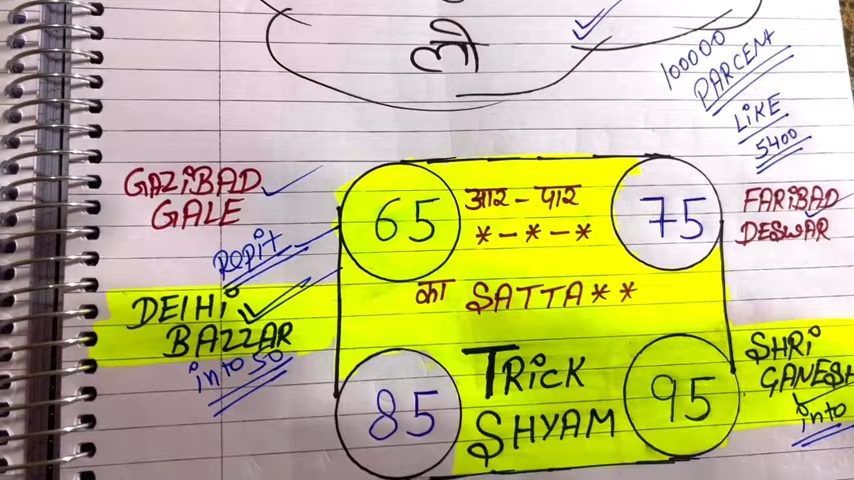 100000
PARCENT
LIKE
5400
GAZIBAD
GALE
65
आर-पार
*-*-*
75
FARIBAD
DESWAR
REPIT
का SATTA**
DELHI
BAZZAR
into 50
85
TRICK
SHYAM
95
SHRI
GANESH
into